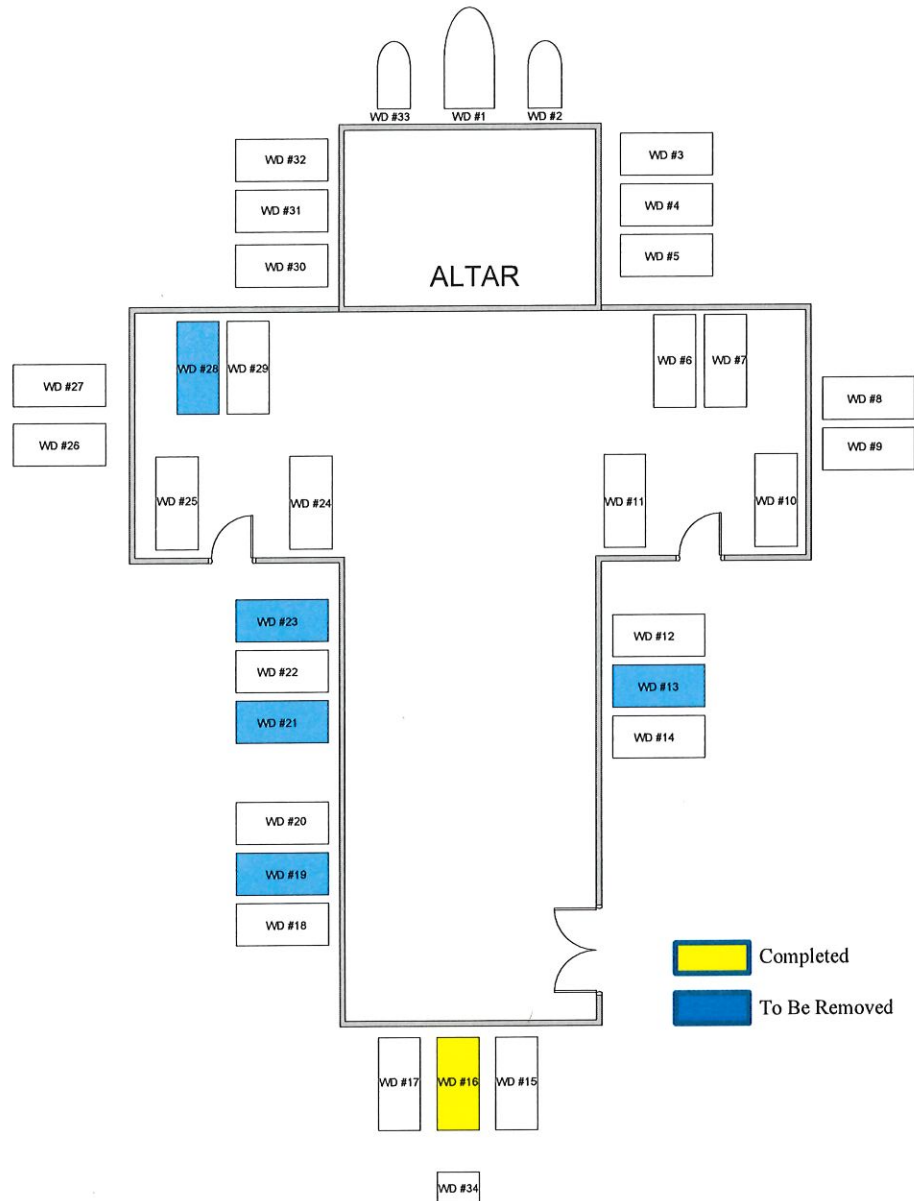 WD #33 WD #1 WD #2
WD #32 WD #3
WD #31 WD #4
WD #30 WD #5
ALTAR
WD #28 WD #29 WD #6 WD #7
WD #27 WD #8
WD #26 WD #9
WD #25 WD #24 WD #11 WD #10
WD #23 WD #12
WD #22 WD #13
WD #21 WD #14
WD #20
WD #19
WD #18
Completed
To Be Removed
WD #17 WD #16 WD #15
WD #34